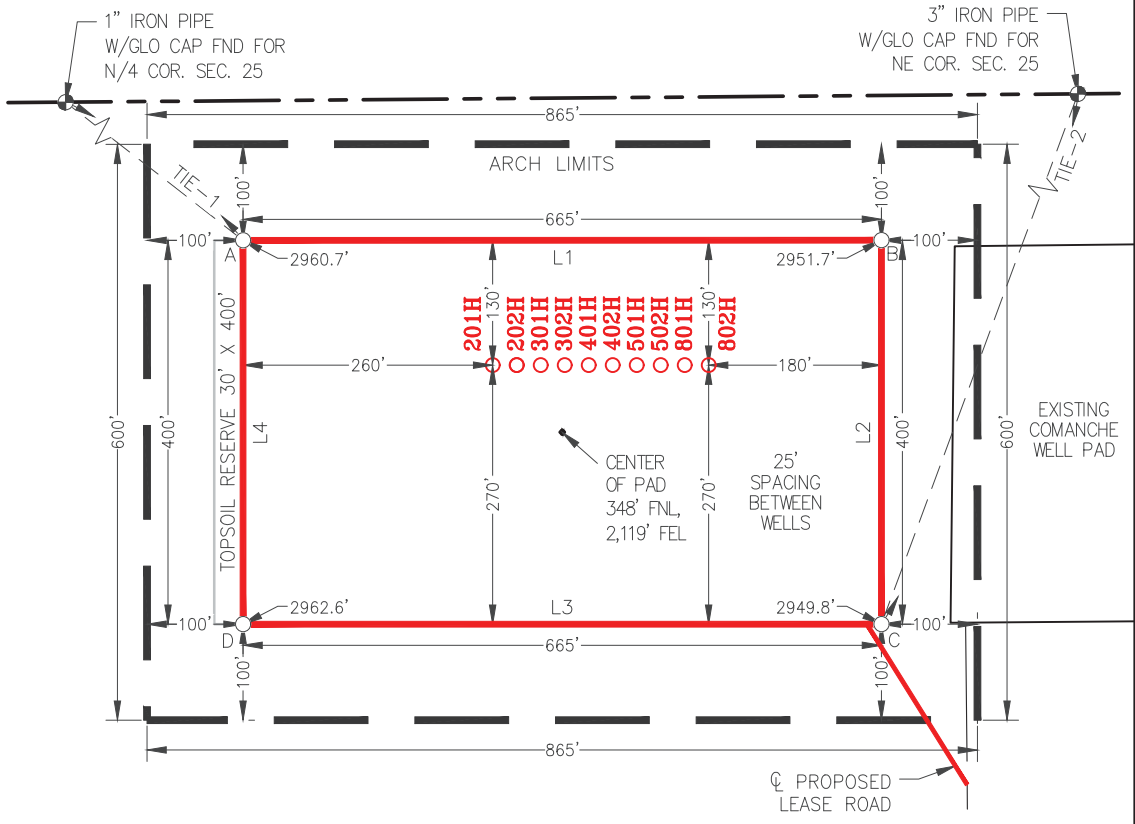 1" IRON PIPE
W/GLO CAP FND FOR
N/4 COR. SEC. 25
3" IRON PIPE
W/GLO CAP FND FOR
NE COR. SEC. 25
865'
ARCH LIMITS
TIE-1
TIE-2
100'
100'
665'
100'
100'
A
2960.7'
L1
2951.7'
B
130'
130'
201H
202H
301H
302H
401H
402H
501H
502H
801H
802H
260'
180'
600'
400'
TOPSOIL RESERVE 30' X 400'
L4
L2
400'
600'
EXISTING
COMANCHE
WELL PAD
CENTER
OF PAD
348' FNL,
2,119' FEL
25'
SPACING
BETWEEN
WELLS
270'
270'
2962.6'
L3
2949.8'
100'
D
C
100'
665'
100'
100'
865'
℄ PROPOSED
LEASE ROAD